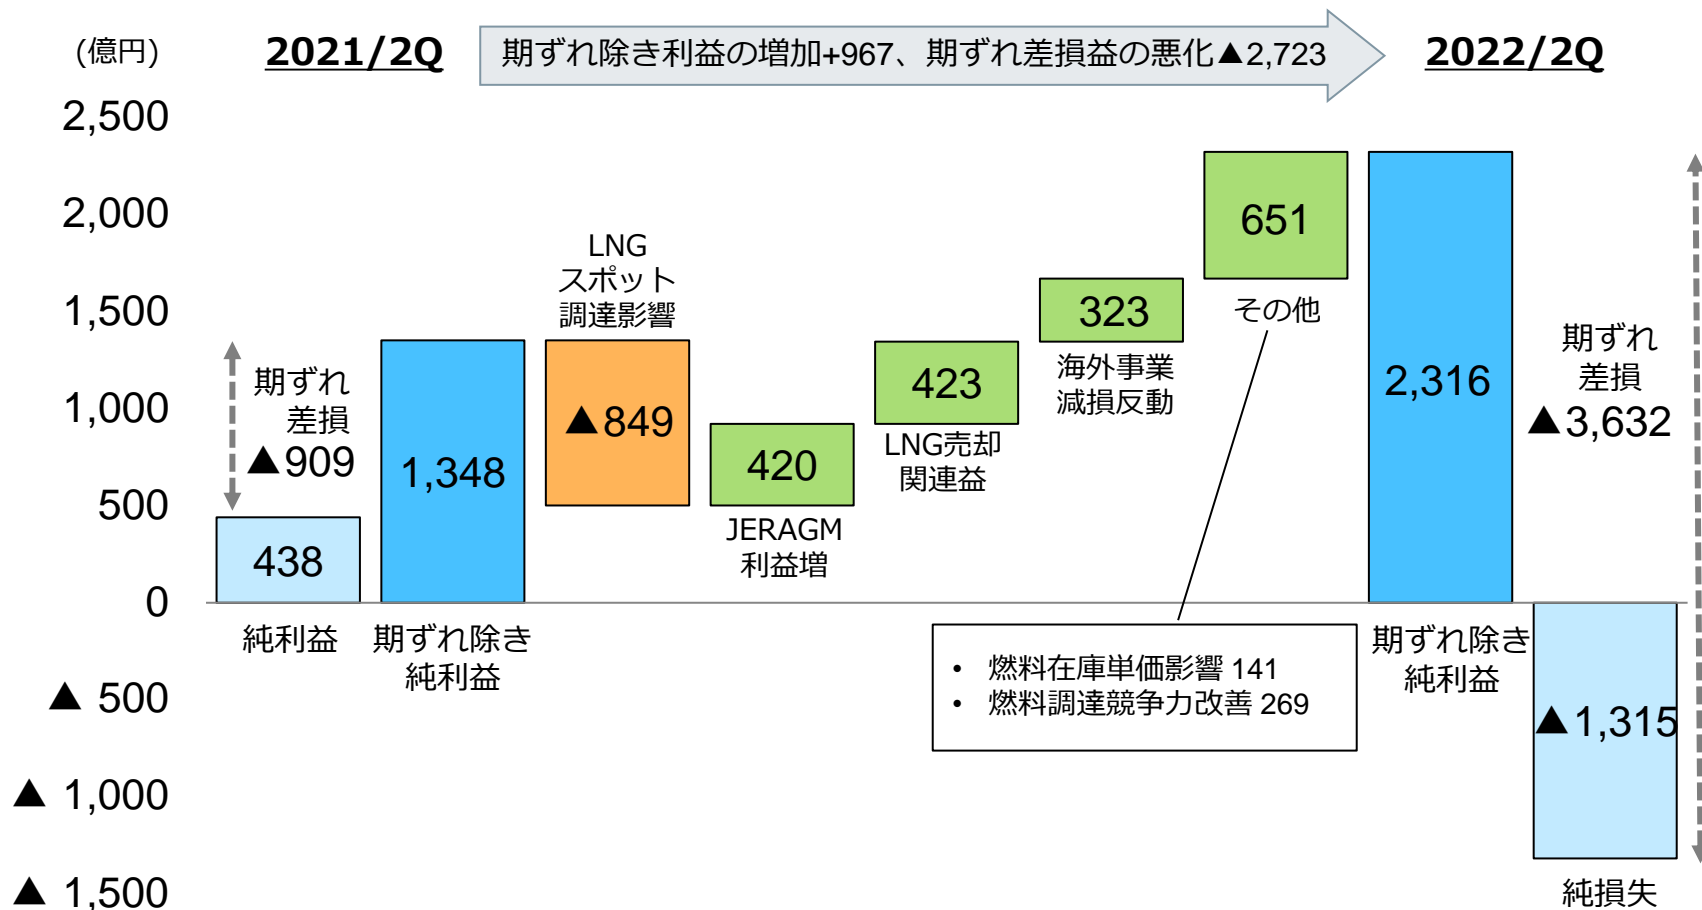 (億円)
2021/2Q
期ずれ除き利益の増加+967、期ずれ差損益の悪化▲2,723
2022/2Q
2,500
2,000
1,500
1,000
500
0
▲ 500
▲ 1,000
▲ 1,500
期ずれ
差損
▲909
438
純利益
1,348
期ずれ除き
純利益
LNG
スポット
調達影響
▲849
420
JERAGM
利益増
423
LNG売却
関連益
323
海外事業
減損反動
651
その他
• 燃料在庫単価影響 141
• 燃料調達競争力改善 269
2,316
期ずれ除き
純利益
期ずれ
差損
▲3,632
▲1,315
純損失